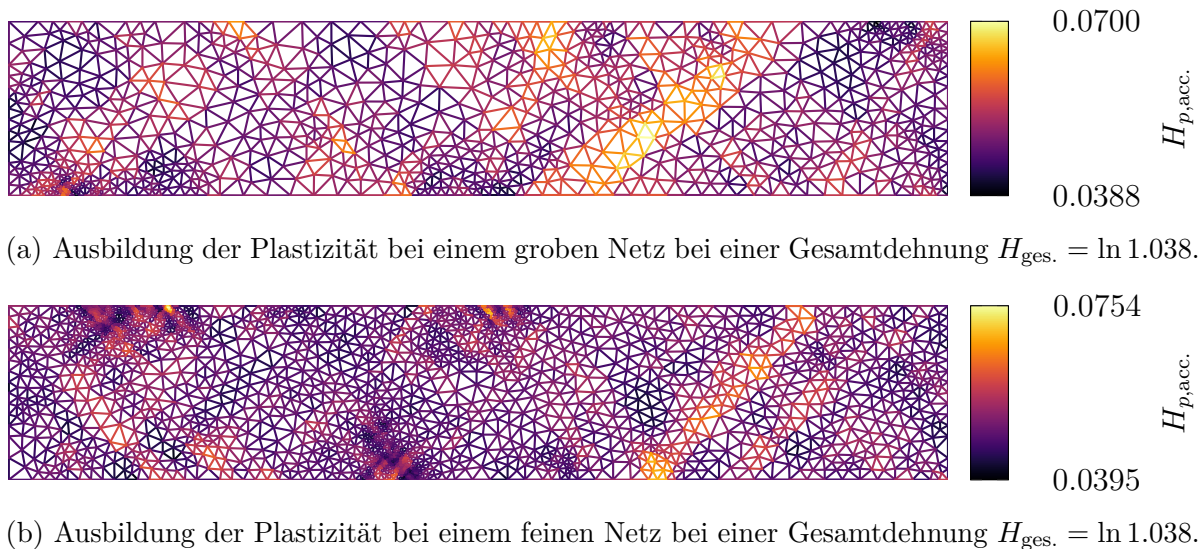 0.0700
H_{p,acc.}
0.0388
(a) Ausbildung der Plastizität bei einem groben Netz bei einer Gesamtdehnung H_{ges.} = ln 1.038.
0.0754
H_{p,acc.}
0.0395
(b) Ausbildung der Plastizität bei einem feinen Netz bei einer Gesamtdehnung H_{ges.} = ln 1.038.